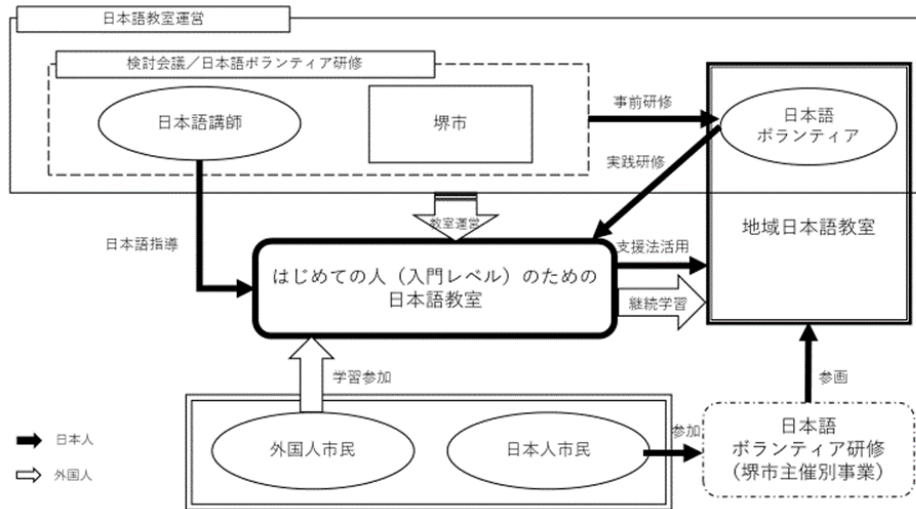 日本語教室運営
検討会議／日本語ボランティア研修
日本語講師
堺市
事前研修
日本語
ボランティア
実践研修
地域日本語教室
教室運営
日本語指導
支援法活用
はじめての人（入門レベル）のための
日本語教室
継続学習
学習参加
参画
外国人市民
日本人市民
参加
日本語
ボランティア研修
（堺市主催別事業）
日本人
外国人